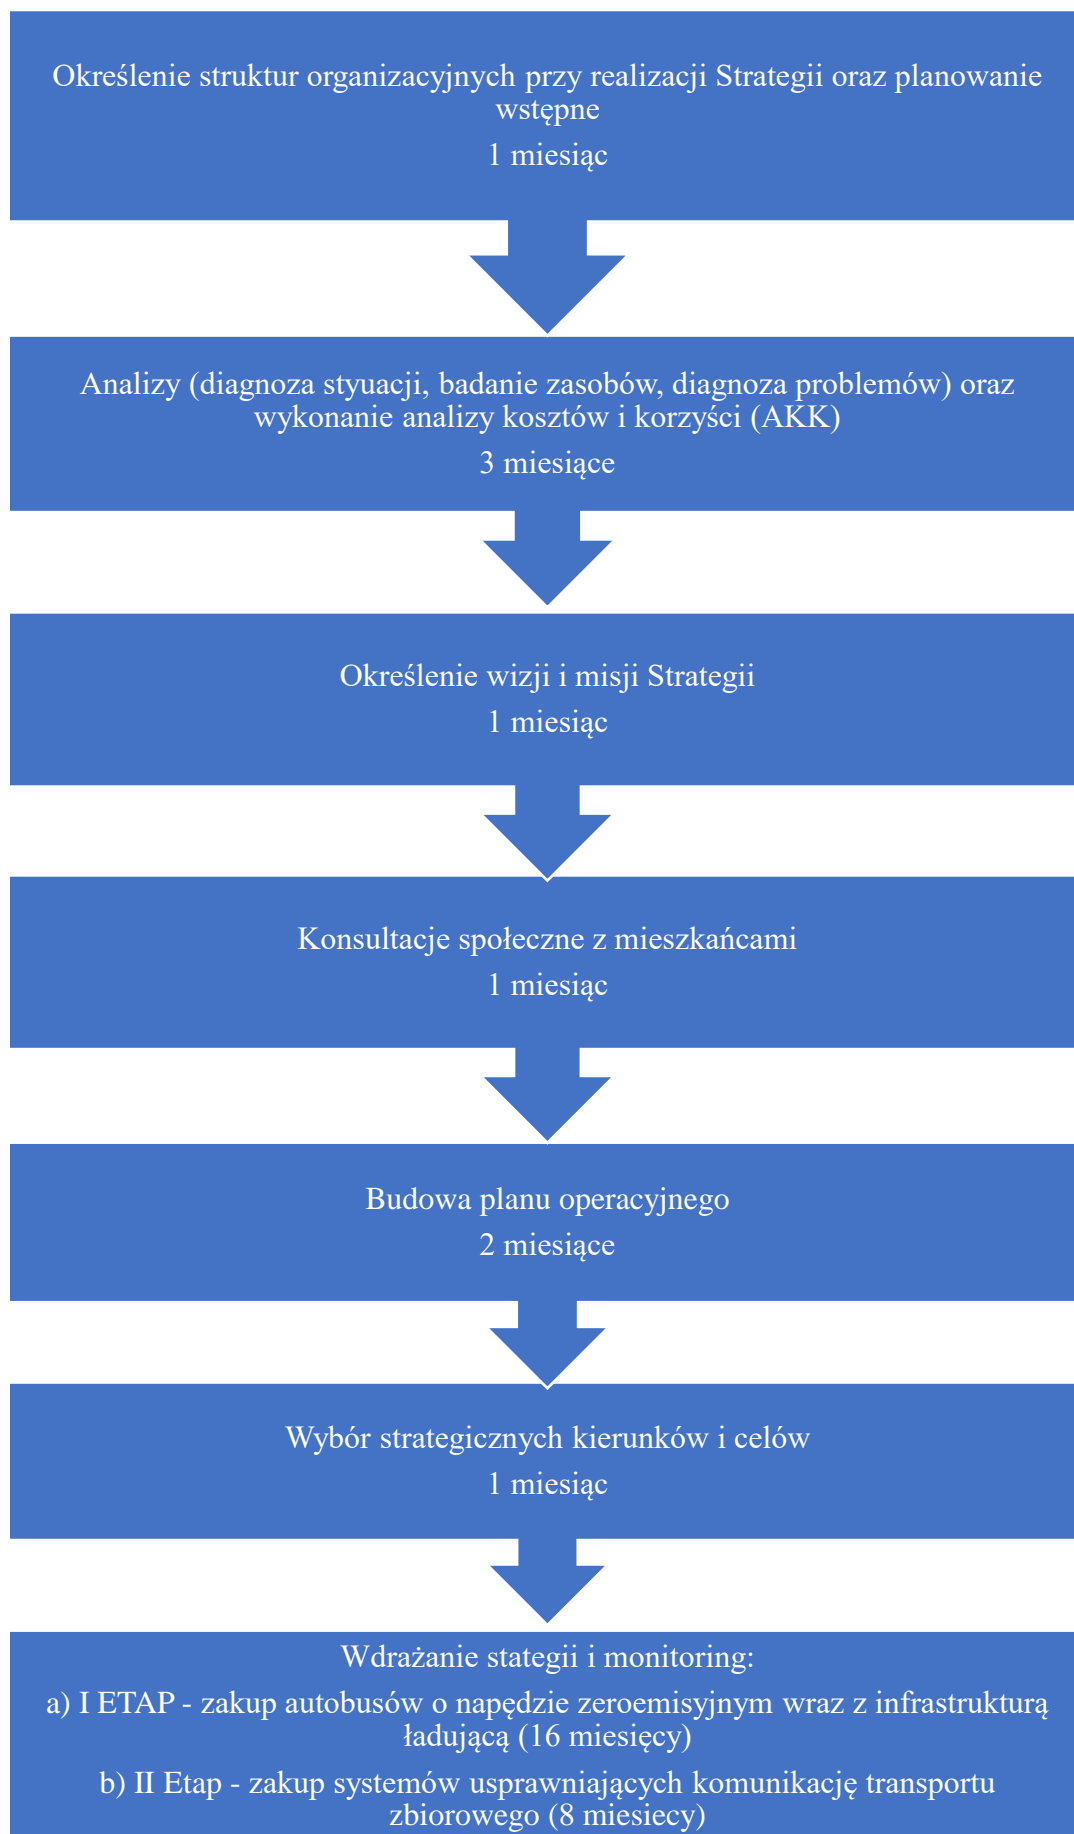 Określenie struktur organizacyjnych przy realizacji Strategii oraz planowanie
wstępne
1 miesiąc
Analizy (diagnoza styuacji, badanie zasobów, diagnoza problemów) oraz
wykonanie analizy kosztów i korzyści (AKK)
3 miesiące
Określenie wizji i misji Strategii
1 miesiąc
Konsultacje społeczne z mieszkańcami
1 miesiąc
Budowa planu operacyjnego
2 miesiące
Wybór strategicznych kierunków i celów
1 miesiąc
Wdrażanie stategii i monitoring:
a) I ETAP - zakup autobusów o napędzie zeroemisyjnym wraz z infrastrukturą
ładującą (16 miesięcy)
b) II Etap - zakup systemów usprawniających komunikację transportu
zbiorowego (8 miesiecy)